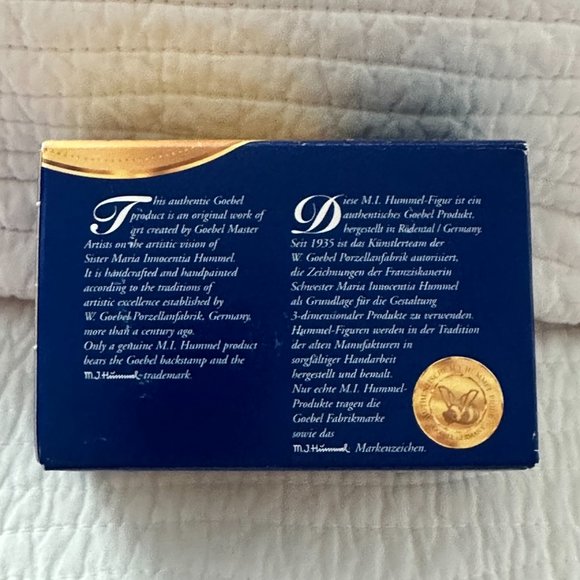 This authentic Goebel
product is an original work of
art created by Goebel Master
Artists on the artistic vision of
Sister Maria Innocentia Hummel.
It is handcrafted and handpainted
according to the traditions of
artistic excellence established by
W. Goebel Porzellanfabrik, Germany,
more than a century ago.
Only a genuine M.I. Hummel product
bears the Goebel backstamp and the
M.J.Hümmel trademark.
Diese M.I. Hummel-Figur ist ein
authentisches Goebel Produkt,
hergestellt in Rödental / Germany.
Seit 1935 ist das Künstlerteam der
W. Goebel Porzellanfabrik autorisiert,
die Zeichnungen der Franziskanerin
Schwester Maria Innocentia Hummel
als Grundlage für die Gestaltung
3-dimensionaler Produkte zu verwenden.
Hummel-Figuren werden in der Tradition
der alten Manufakturen in
sorgfältiger Handarbeit
hergestellt und bemalt.
Nur echte M.I. Hummel-
Produkte tragen die
Goebel Fabrikmarke
sowie das
M.J.Hümmel Markenzeichen.